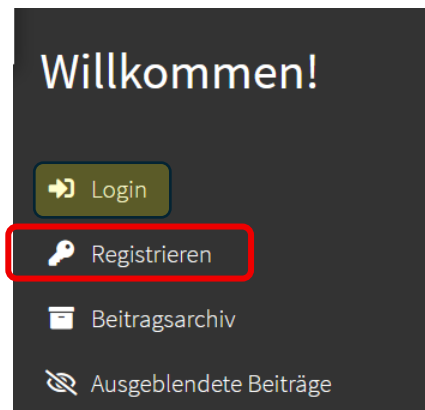 Willkommen!
Login
Registrieren
Beitragsarchiv
Ausgeblendete Beiträge